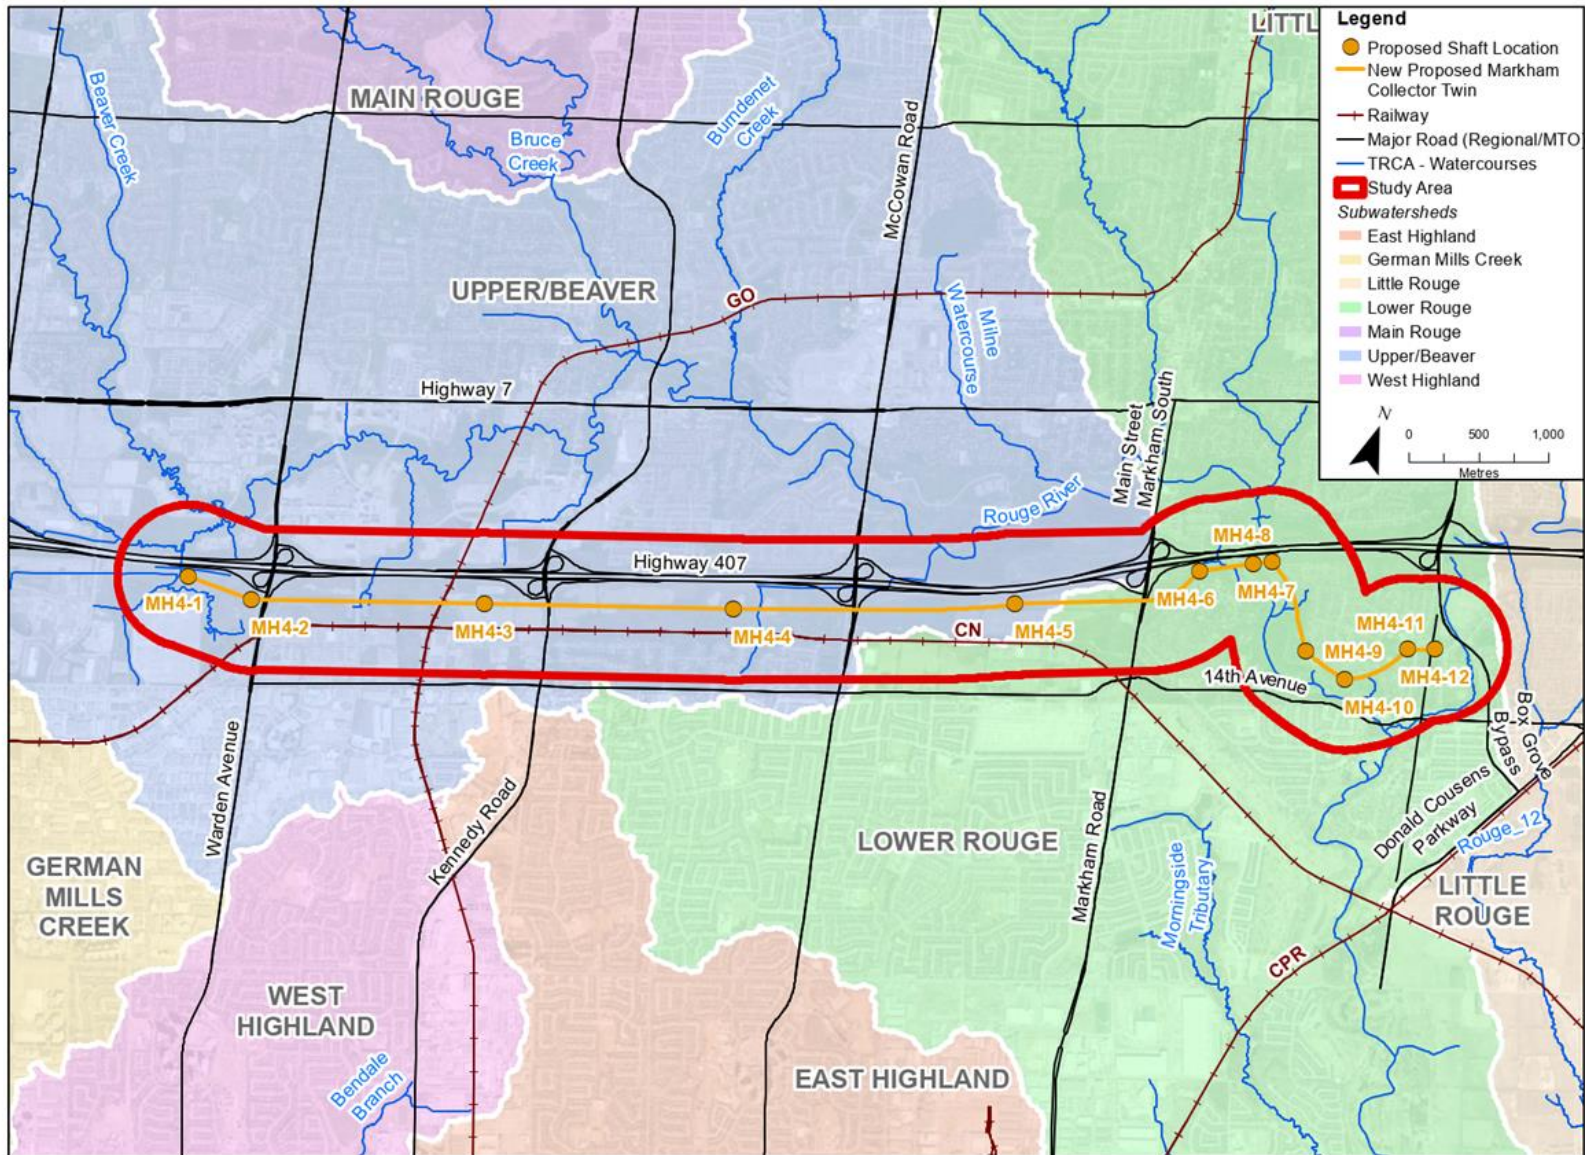 LITTL
MAIN ROUGE
Beaver Creek
Bruce
Creek
Burndenet
Creek
McCowan Road
UPPER/BEAVER
GO
Milne
Watercourse
Highway 7
Main Street
Markham South
Rouge River
Highway 407
MH4-1
MH4-2
MH4-3
MH4-4
MH4-5
MH4-6
MH4-7
MH4-8
MH4-9
MH4-10
MH4-11
MH4-12
CN
14th Avenue
Box Grove
Bypass
Warden Avenue
Kennedy Road
LOWER ROUGE
Markham Road
Donald Cousens
Parkway
Rouge_12
GERMAN
MILLS
CREEK
LITTLE
ROUGE
Morningside
Tributary
CPR
WEST
HIGHLAND
Bendale
Branch
EAST HIGHLAND
Legend
Proposed Shaft Location
New Proposed Markham
Collector Twin
Railway
Major Road (Regional/MTO)
TRCA - Watercourses
Study Area
Subwatersheds
East Highland
German Mills Creek
Little Rouge
Lower Rouge
Main Rouge
Upper/Beaver
West Highland
N
0 500 1,000
Metres